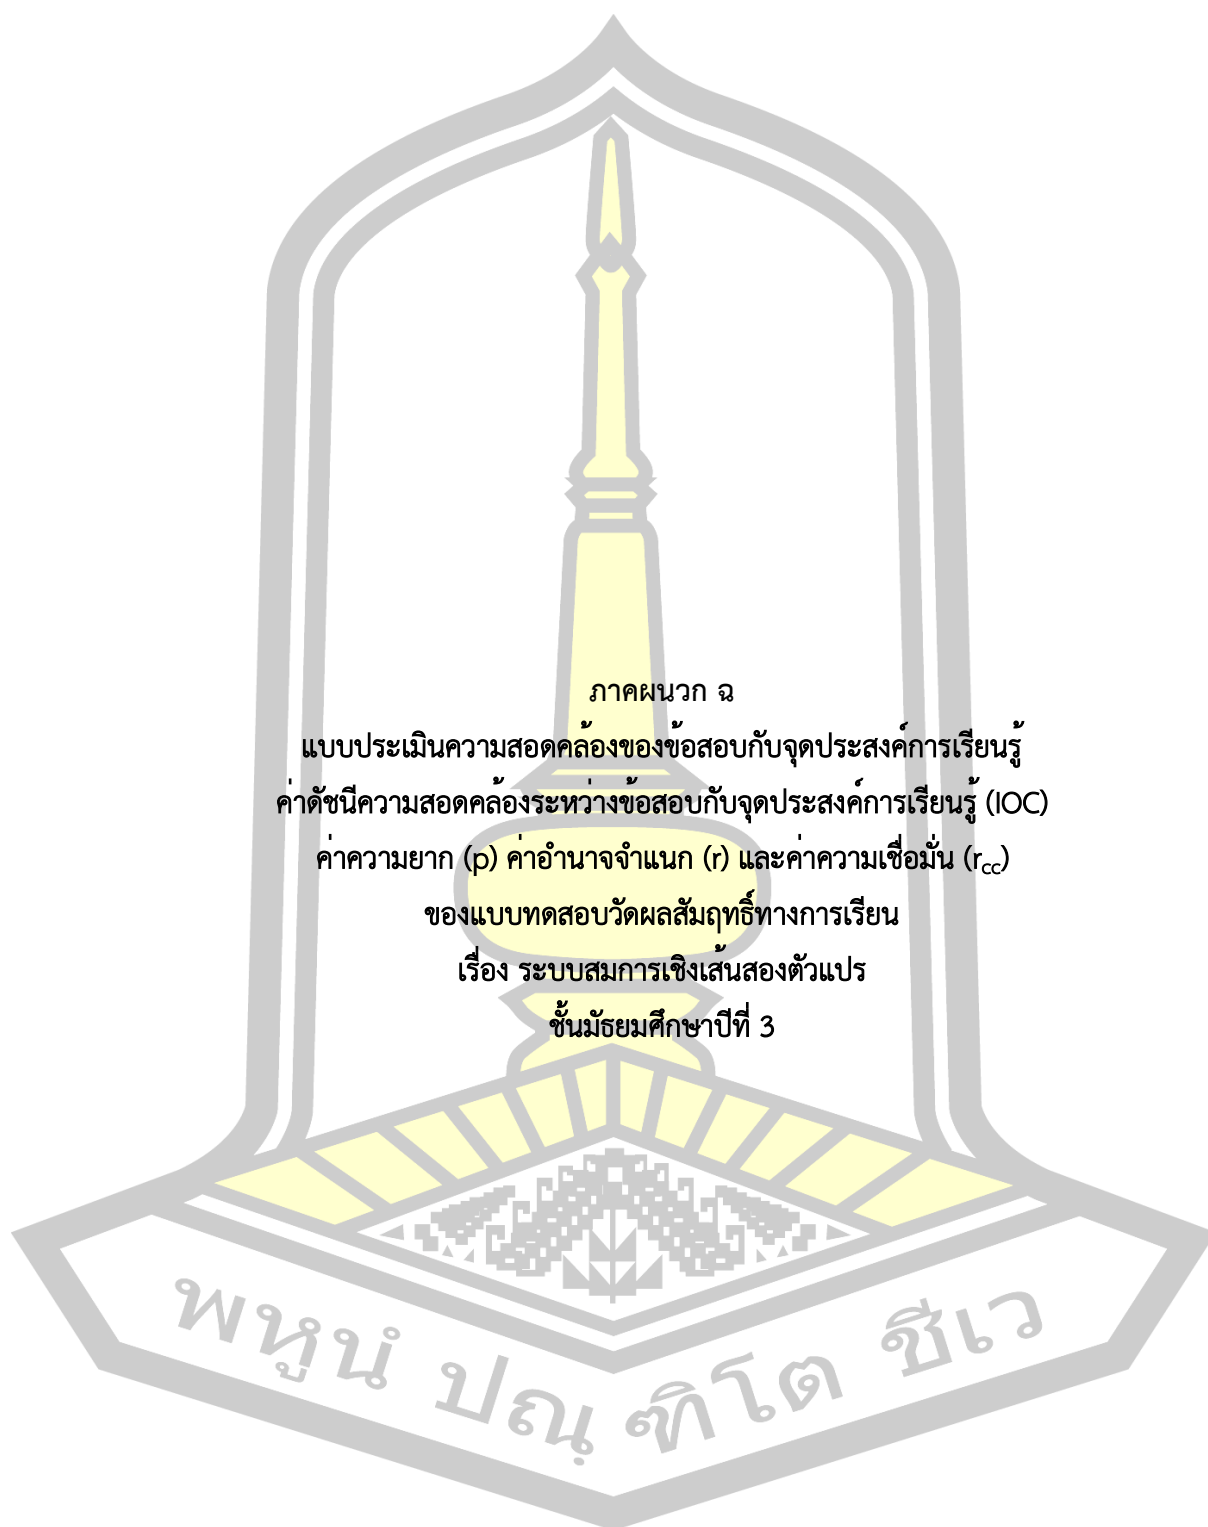 ภาคผนวก ฉ
แบบประเมินความสอดคล้องของข้อสอบกับจุดประสงค์การเรียนรู้
ค่าดัชนีความสอดคล้องระหว่างข้อสอบกับจุดประสงค์การเรียนรู้ (IOC)
ค่าความยาก (p) ค่าอำนาจจำแนก (r) และค่าความเชื่อมั่น (r_cc)
ของแบบทดสอบวัดผลสัมฤทธิ์ทางการเรียน
เรื่อง ระบบสมการเชิงเส้นสองตัวแปร
ชั้นมัธยมศึกษาปีที่ 3
พหูนํ ปณฺฑิโต ชีเว